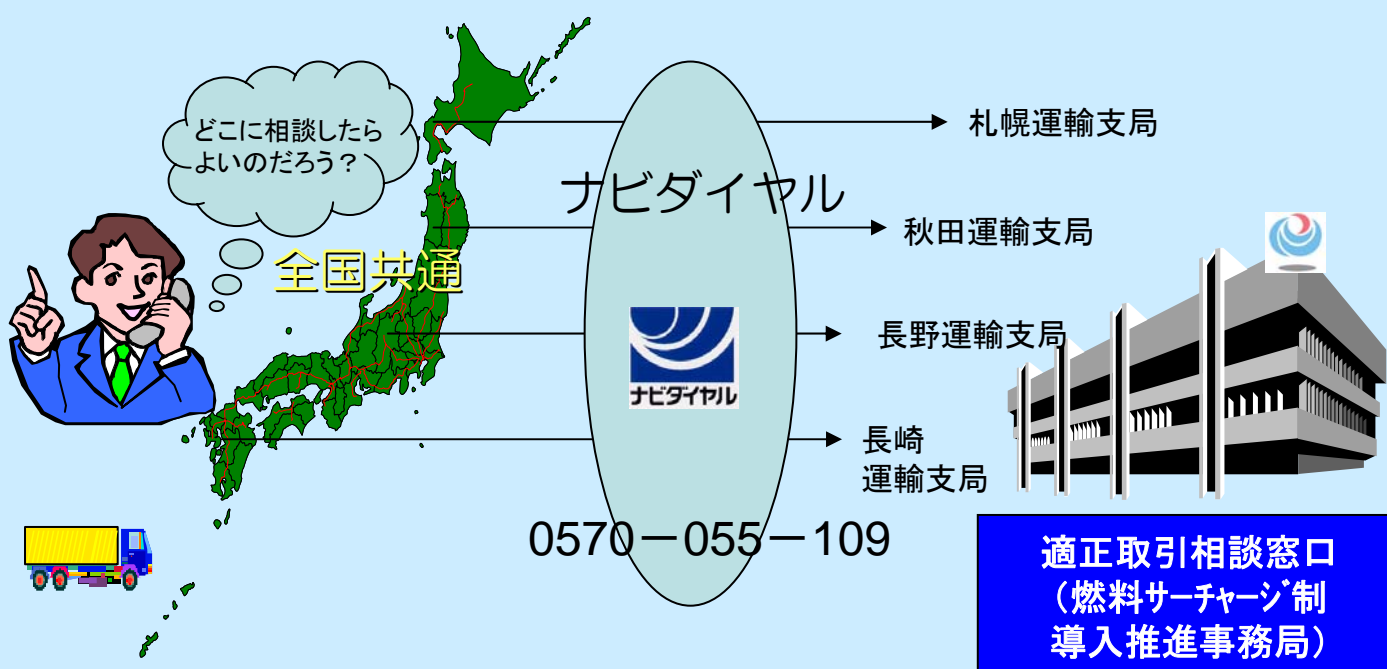 どこに相談したら
よいのだろう？
全国共通
ナビダイヤル
ナビダイヤル
0570－055－109
札幌運輸支局
秋田運輸支局
長野運輸支局
長崎
運輸支局
適正取引相談窓口
（燃料サーチャージ制
導入推進事務局）